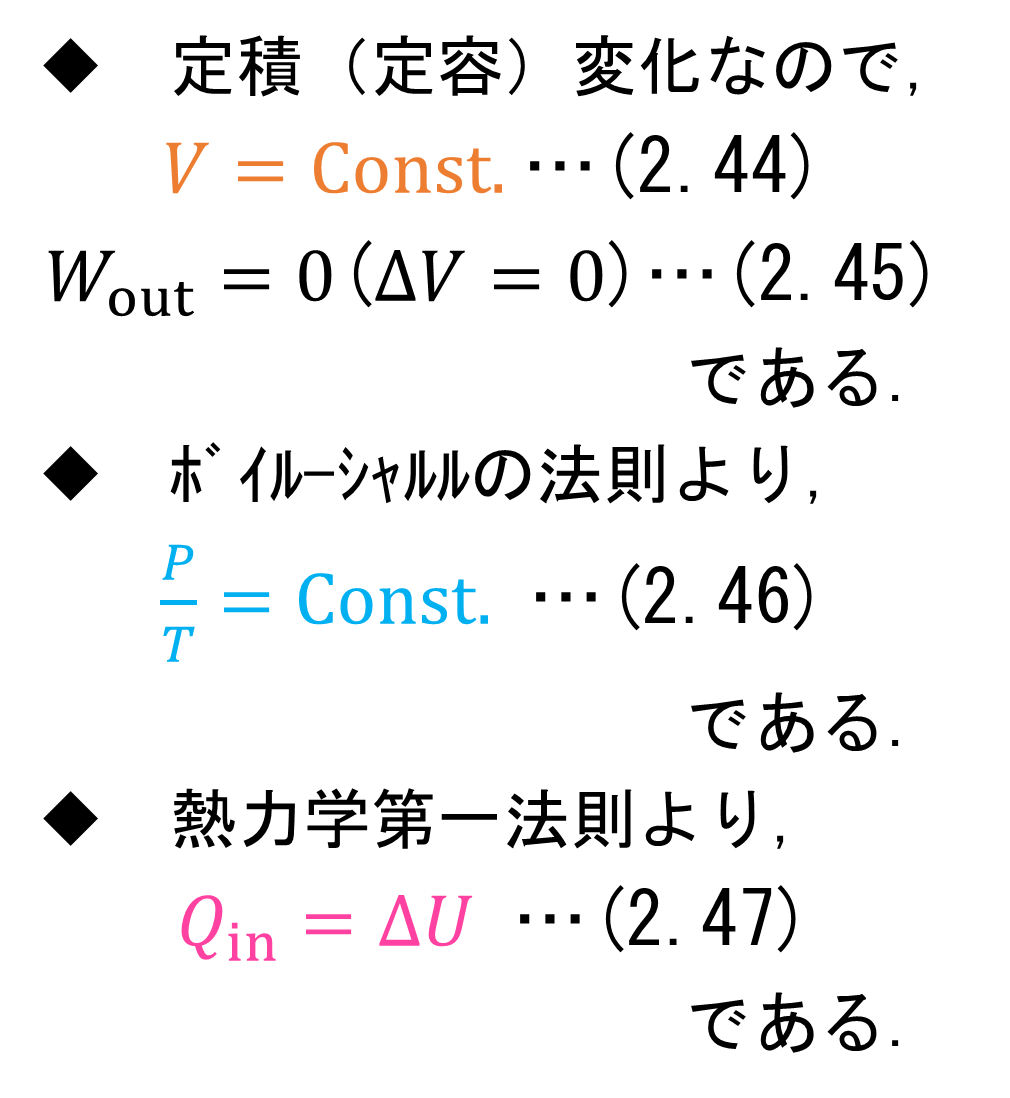 ◆ 定積（定容）変化なので,
V = Const. …(2.44)
W_out = 0(ΔV = 0)…(2.45)
である.
◆ ﾎﾞｲﾙｰｼｬﾙﾙの法則より,
P/T = Const. …(2.46)
である.
◆ 熱力学第一法則より,
Q_in = ΔU …(2.47)
である.